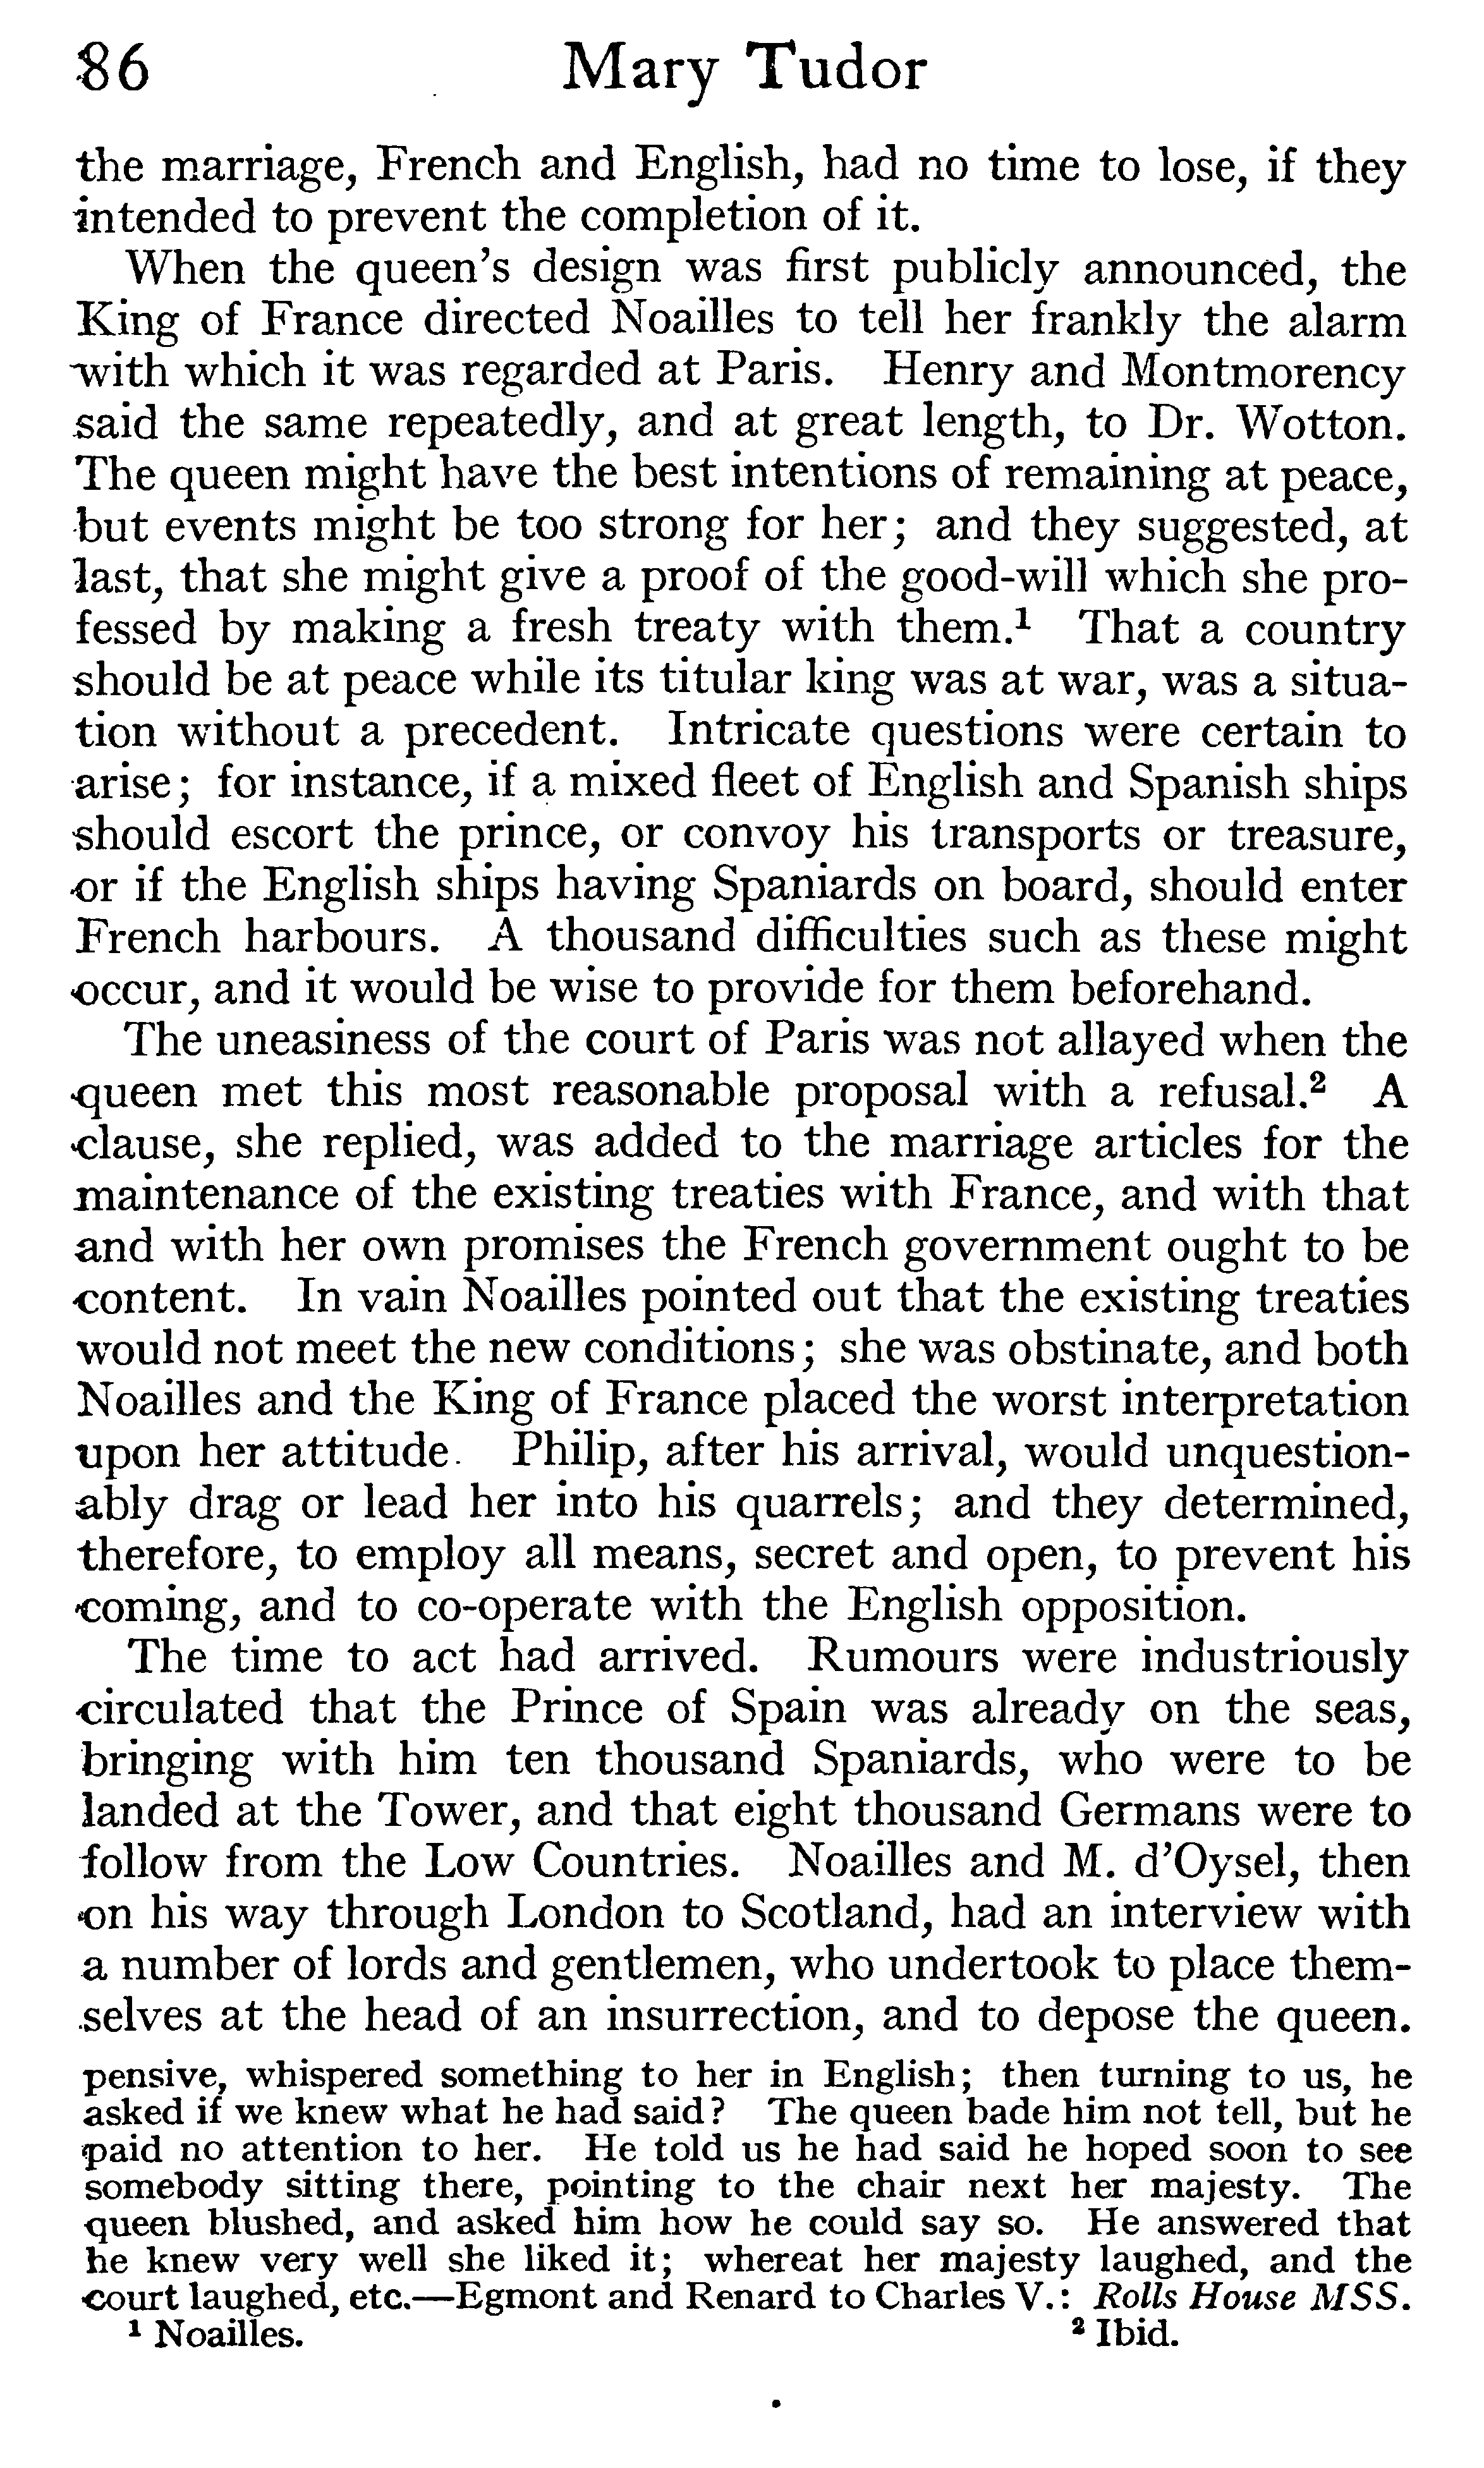 86 Mary Tudor
the marriage, French and English, had no time to lose, if they
intended to prevent the completion of it.
When the queen's design was first publicly announced, the
King of France directed Noailles to tell her frankly the alarm
with which it was regarded at Paris. Henry and Montmorency
said the same repeatedly, and at great length, to Dr. Wotton.
The queen might have the best intentions of remaining at peace,
but events might be too strong for her; and they suggested, at
last, that she might give a proof of the good-will which she pro-
fessed by making a fresh treaty with them.¹ That a country
should be at peace while its titular king was at war, was a situa-
tion without a precedent. Intricate questions were certain to
arise; for instance, if a mixed fleet of English and Spanish ships
should escort the prince, or convoy his transports or treasure,
or if the English ships having Spaniards on board, should enter
French harbours. A thousand difficulties such as these might
occur, and it would be wise to provide for them beforehand.
The uneasiness of the court of Paris was not allayed when the
queen met this most reasonable proposal with a refusal.² A
clause, she replied, was added to the marriage articles for the
maintenance of the existing treaties with France, and with that
and with her own promises the French government ought to be
content. In vain Noailles pointed out that the existing treaties
would not meet the new conditions; she was obstinate, and both
Noailles and the King of France placed the worst interpretation
upon her attitude. Philip, after his arrival, would unquestion-
ably drag or lead her into his quarrels; and they determined,
therefore, to employ all means, secret and open, to prevent his
coming, and to co-operate with the English opposition.
The time to act had arrived. Rumours were industriously
circulated that the Prince of Spain was already on the seas,
bringing with him ten thousand Spaniards, who were to be
landed at the Tower, and that eight thousand Germans were to
follow from the Low Countries. Noailles and M. d'Oysel, then
on his way through London to Scotland, had an interview with
a number of lords and gentlemen, who undertook to place them-
selves at the head of an insurrection, and to depose the queen.
pensive, whispered something to her in English; then turning to us, he
asked if we knew what he had said? The queen bade him not tell, but he
paid no attention to her. He told us he had said he hoped soon to see
somebody sitting there, pointing to the chair next her majesty. The
queen blushed, and asked him how he could say so. He answered that
he knew very well she liked it; whereat her majesty laughed, and the
court laughed, etc.—Egmont and Renard to Charles V.: Rolls House MSS.
¹ Noailles. ² Ibid.